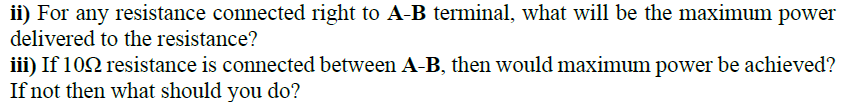 ii) For any resistance connected right to A-B terminal, what will be the maximum power
delivered to the resistance?
iii) If 10Ω resistance is connected between A-B, then would maximum power be achieved?
If not then what should you do?